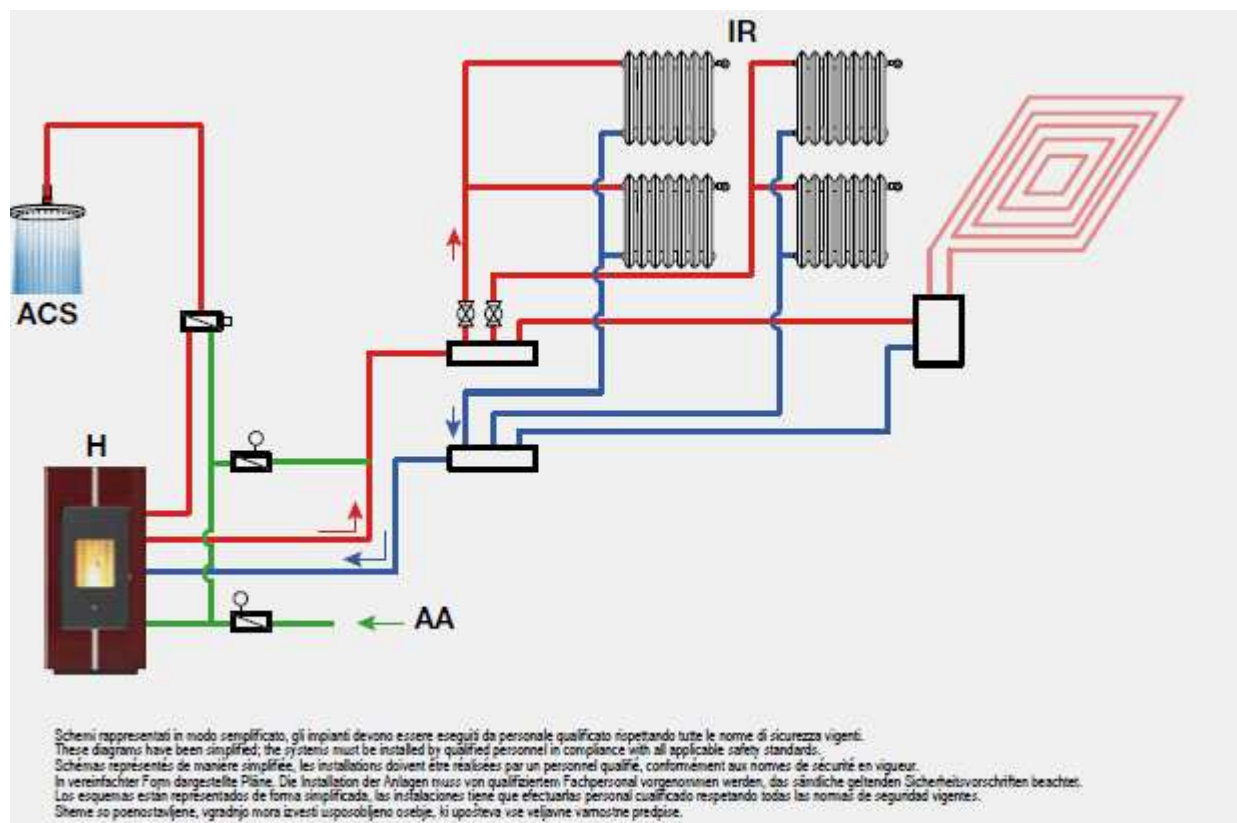 IR
ACS
H
AA
Schemi rappresentati in modo semplificato, gli impianti devono essere eseguiti da personale qualificato rispettando tutte le norme di sicurezza vigenti.
These diagrams have been simplified; the systems must be installed by qualified personnel in compliance with all applicable safety standards.
Schémas représentés de manière simplifiée, les installations doivent être réalisées par un personnel qualifié, conformément aux normes de sécurité en vigueur.
In vereinfachter Form dargestellte Pläne. Die Installation der Anlagen muss von qualifiziertem Fachpersonal vorgenommen werden, das sämtliche geltenden Sicherheitsvorschriften beachtet.
Los esquemas están representados de forma simplificada, las instalaciones tiene que efectuarlas personal cualificado respetando todas las normas de seguridad vigentes.
Sheme so poenostavljene, vgradnjo mora izvesti usposobljeno osebje, ki upošteva vse veljavne varnostne predpise.